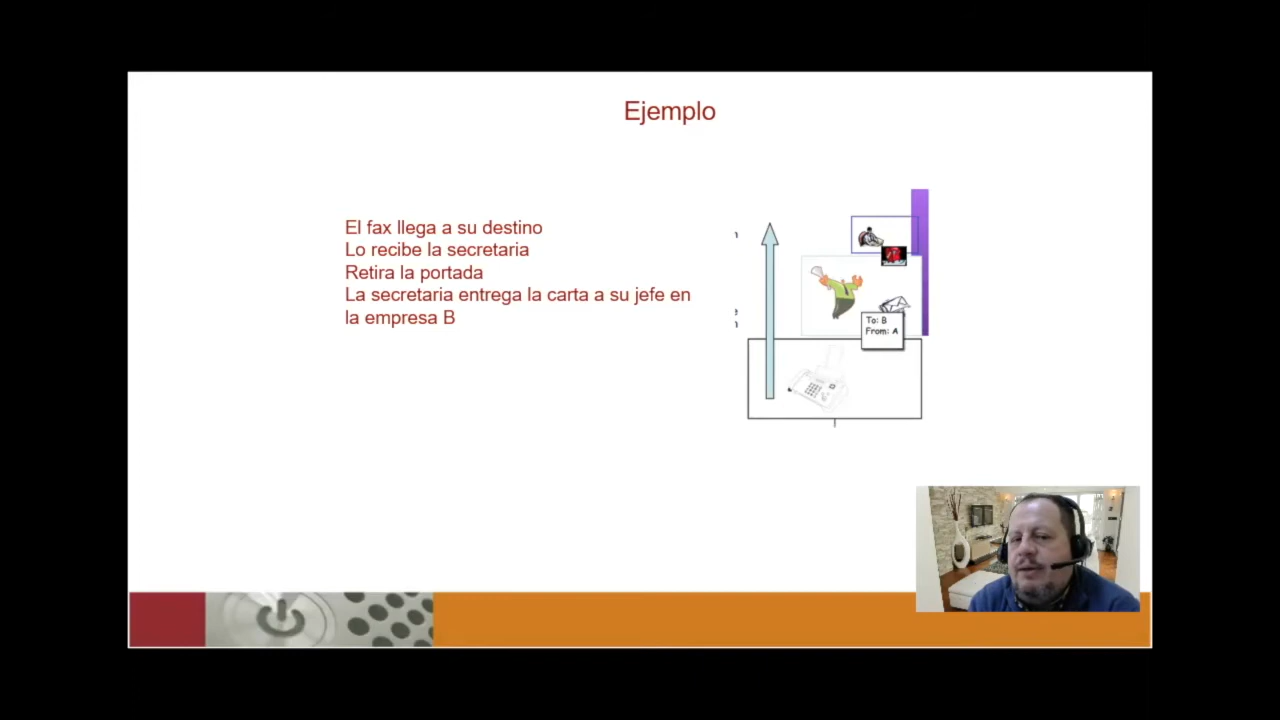 Ejemplo
El fax llega a su destino
Lo recibe la secretaria
Retira la portada
La secretaria entrega la carta a su jefe en
la empresa B
To: B
From: A